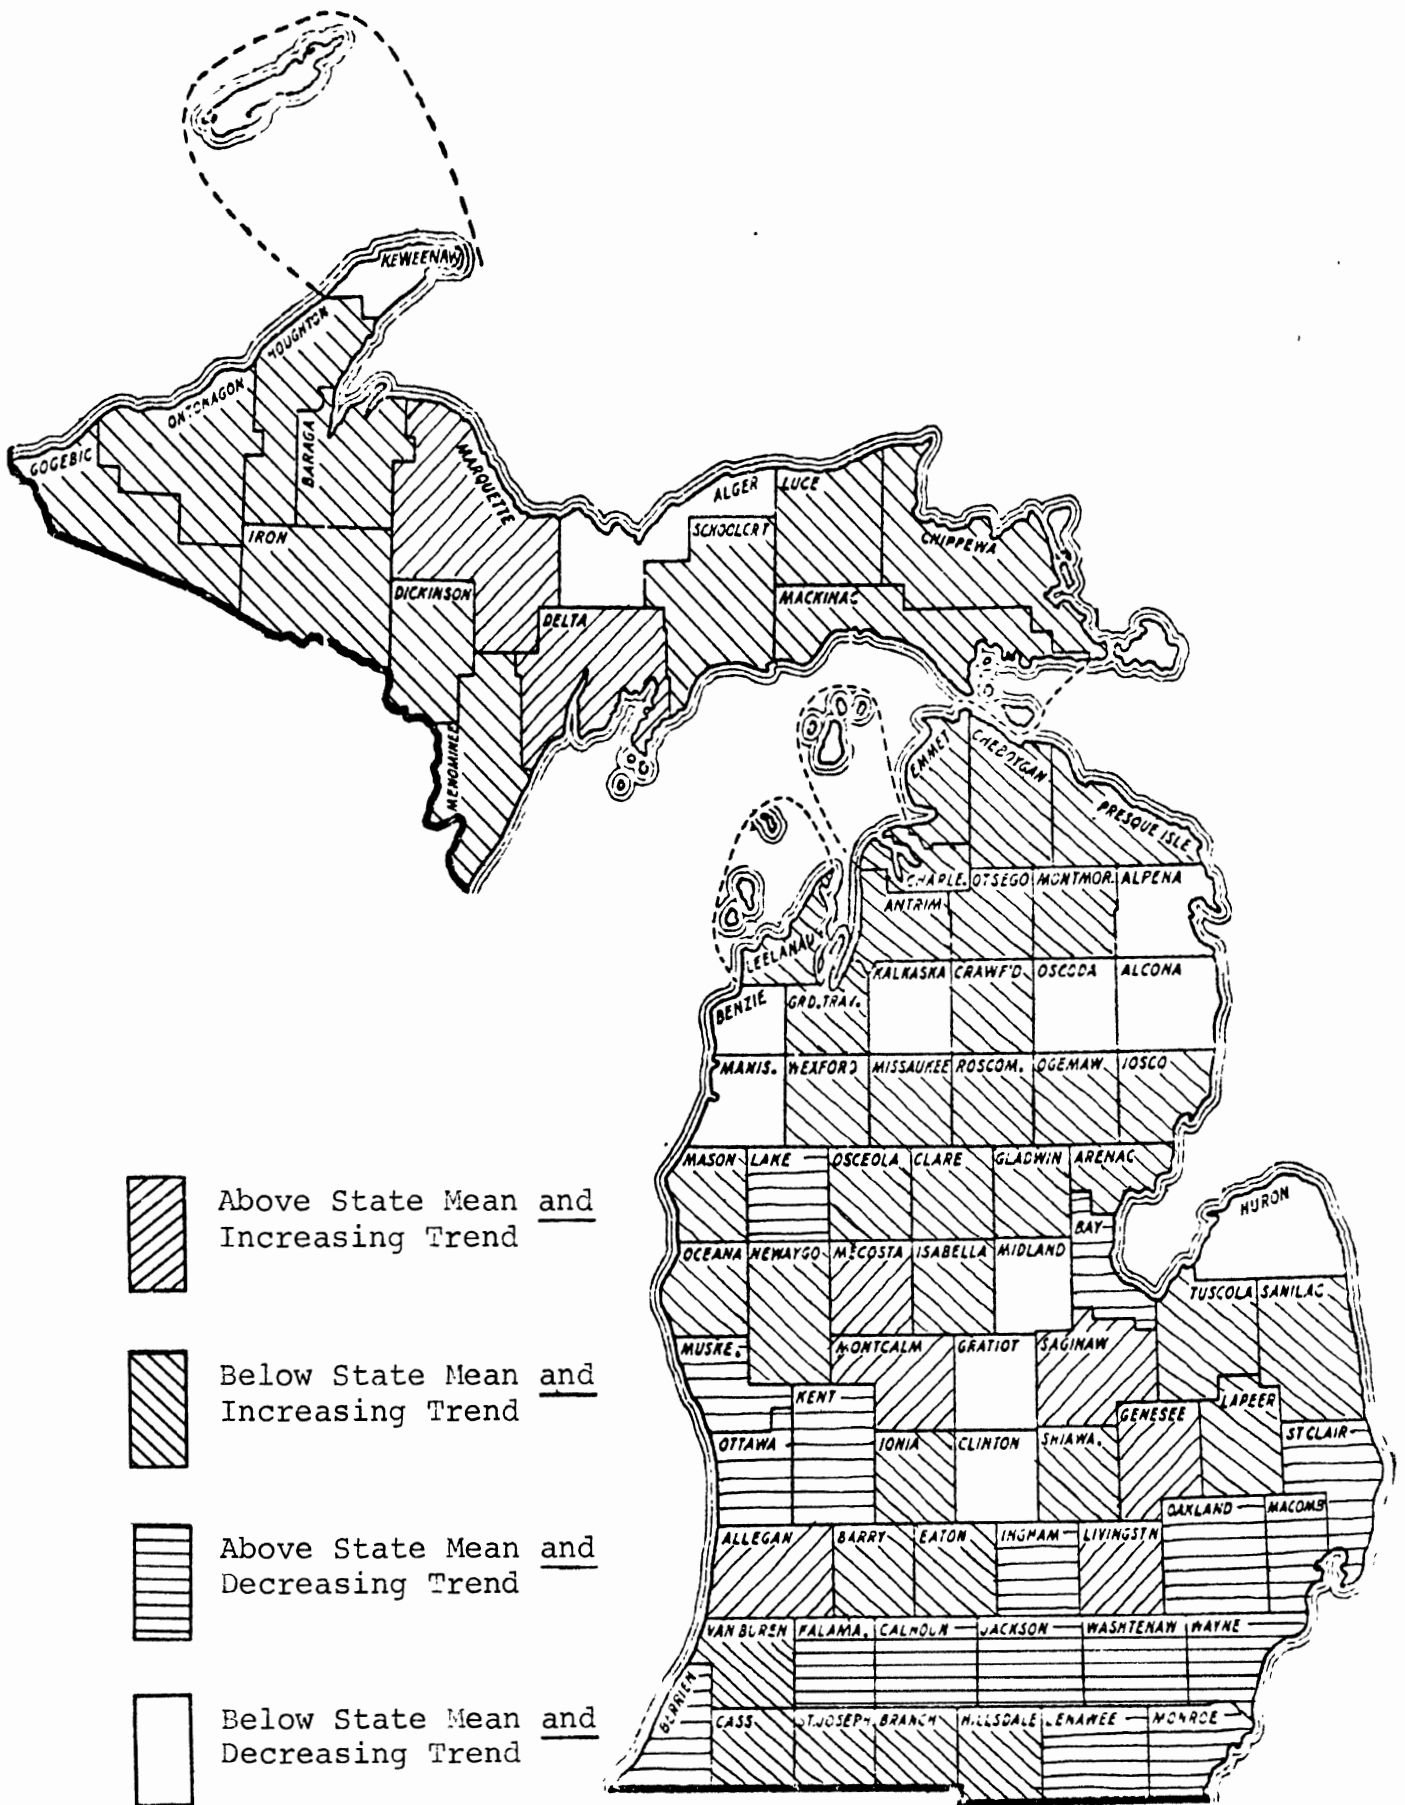 KEWEENAW
HOUGHTON
ONTONAGON
GOGEBIC
BARAGA
MARQUETTE
IRON
ALGER
LUCE
SCHOOLCRT
CHIPPEWA
DICKINSON
MACKINAC
DELTA
MENOMINEE
EMMET
CHEBOYGAN
PRESQUE ISLE
CHARLE.
OTSEGO
MONTMOR.
ALPENA
ANTRIM
LEELANAU
KALKASKA
CRAWF'D
OSCODA
ALCONA
BENZIE
GRD.TRAV.
MANIS.
WEXFORD
MISSAUKEE
ROSCOM.
OGEMAW
IOSCO
MASON
LAKE
OSCEOLA
CLARE
GLADWIN
ARENAC
HURON
BAY
OCEANA
NEWAYGO
MECOSTA
ISABELLA
MIDLAND
TUSCOLA
SANILAC
MUSKE.
MONTCALM
GRATIOT
SAGINAW
KENT
GENESEE
LAPEER
OTTAWA
IONIA
CLINTON
SHIAWA.
ST CLAIR
OAKLAND
MACOMB
ALLEGAN
BARRY
EATON
INGHAM
LIVINGSTN
VAN BUREN
KALAMA.
CALHOUN
JACKSON
WASHTENAW
WAYNE
BERRIEN
CASS
ST.JOSEPH
BRANCH
HILLSDALE
LENAWEE
MONROE
Above State Mean and
Increasing Trend
Below State Mean and
Increasing Trend
Above State Mean and
Decreasing Trend
Below State Mean and
Decreasing Trend